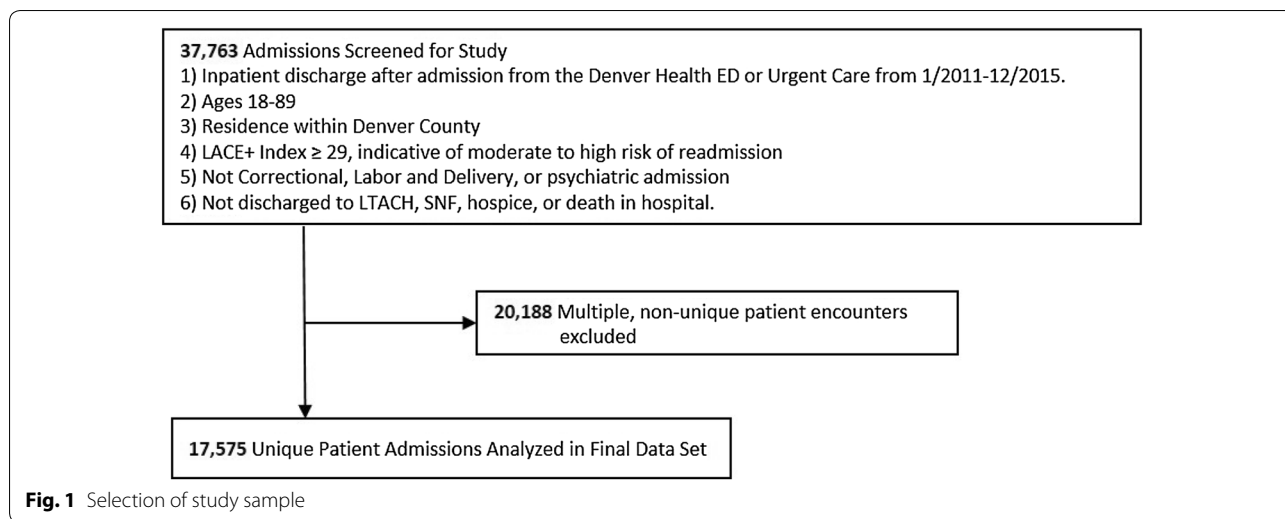 37,763 Admissions Screened for Study
1) Inpatient discharge after admission from the Denver Health ED or Urgent Care from 1/2011-12/2015.
2) Ages 18-89
3) Residence within Denver County
4) LACE+ Index ≥ 29, indicative of moderate to high risk of readmission
5) Not Correctional, Labor and Delivery, or psychiatric admission
6) Not discharged to LTACH, SNF, hospice, or death in hospital.
20,188 Multiple, non-unique patient encounters
excluded
17,575 Unique Patient Admissions Analyzed in Final Data Set
Fig. 1 Selection of study sample